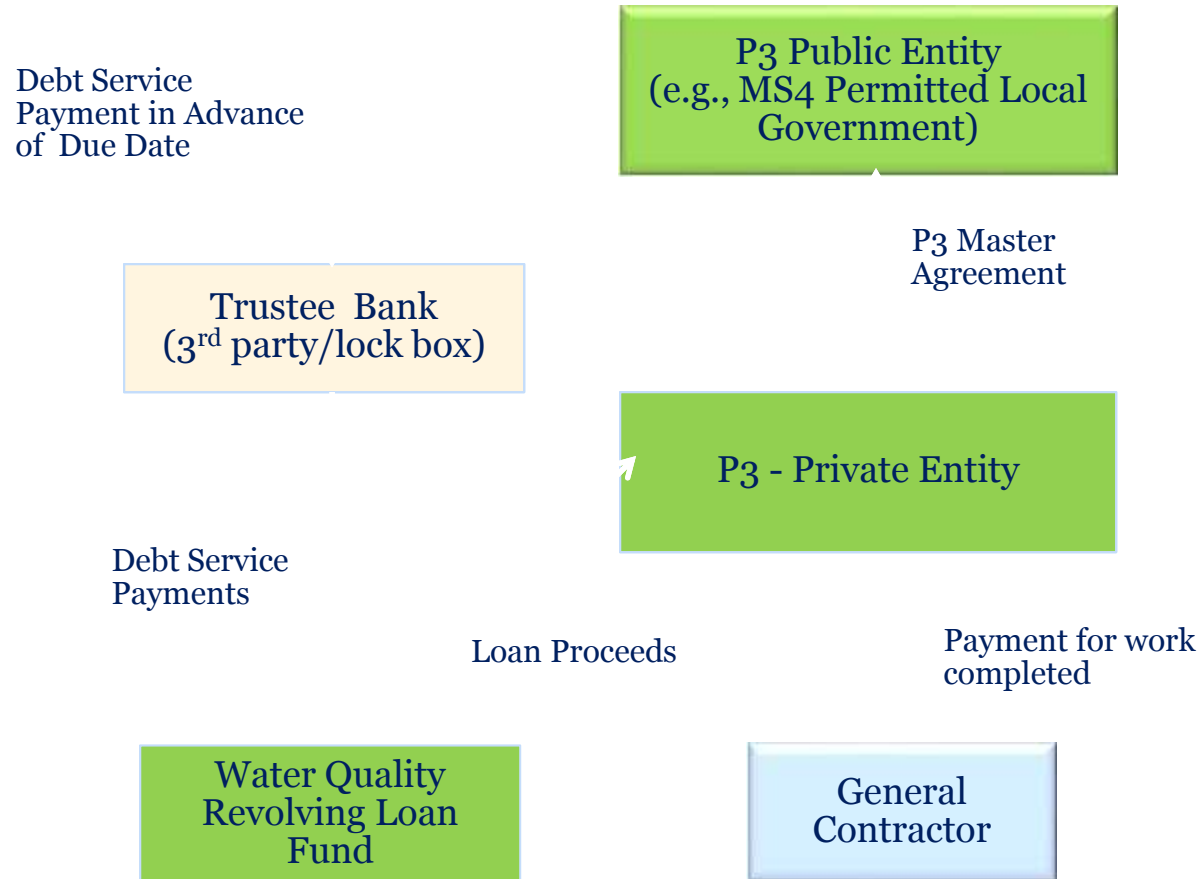 P3 Public Entity
(e.g., MS4 Permitted Local
Government)
Debt Service
Payment in Advance
of Due Date
P3 Master
Agreement
Trustee Bank
(3rd party/lock box)
P3 - Private Entity
Debt Service
Payments
Loan Proceeds
Payment for work
completed
Water Quality
Revolving Loan
Fund
General
Contractor